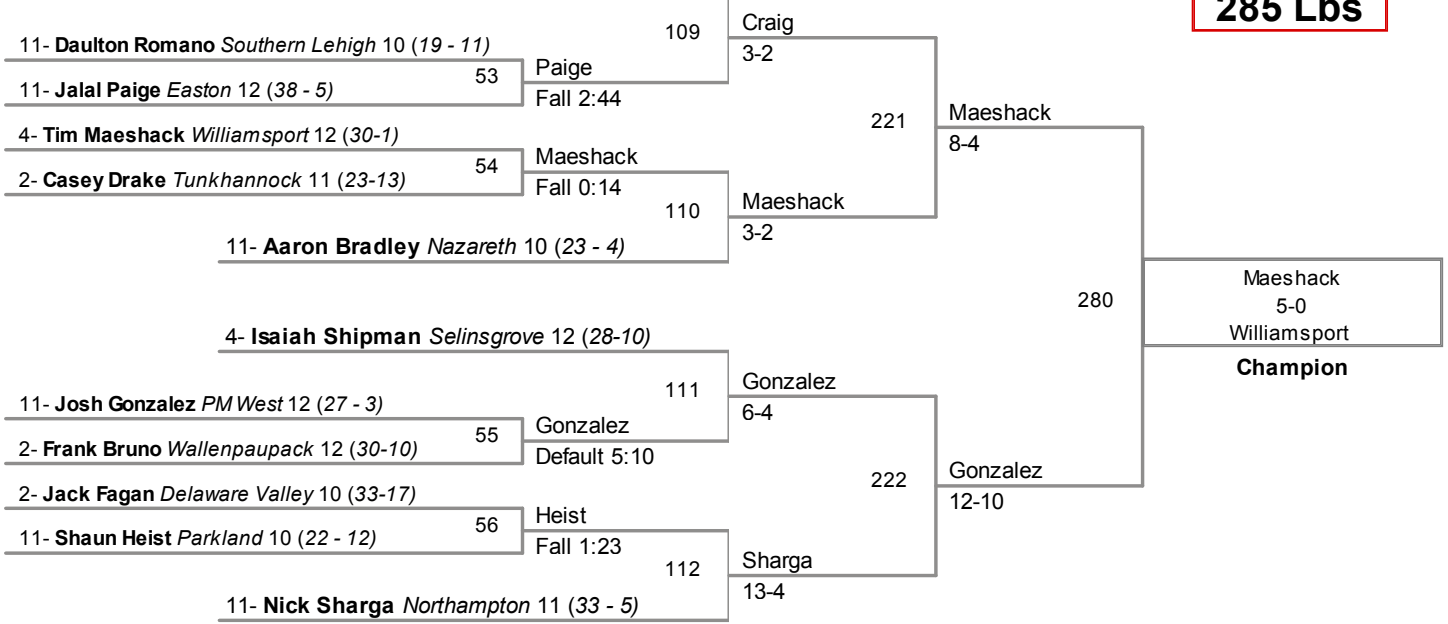 285 Lbs
109
Craig
3-2
11- Daulton Romano Southern Lehigh 10 (19 - 11)
53
Paige
Fall 2:44
11- Jalal Paige Easton 12 (38 - 5)
221
Maeshack
8-4
4- Tim Maeshack Williamsport 12 (30-1)
54
Maeshack
Fall 0:14
2- Casey Drake Tunkhannock 11 (23-13)
110
Maeshack
3-2
11- Aaron Bradley Nazareth 10 (23 - 4)
280
Maeshack
5-0
Williamsport
Champion
4- Isaiah Shipman Selinsgrove 12 (28-10)
111
Gonzalez
6-4
11- Josh Gonzalez PM West 12 (27 - 3)
55
Gonzalez
Default 5:10
2- Frank Bruno Wallenpaupack 12 (30-10)
222
Gonzalez
12-10
2- Jack Fagan Delaware Valley 10 (33-17)
56
Heist
Fall 1:23
11- Shaun Heist Parkland 10 (22 - 12)
112
Sharga
13-4
11- Nick Sharga Northampton 11 (33 - 5)